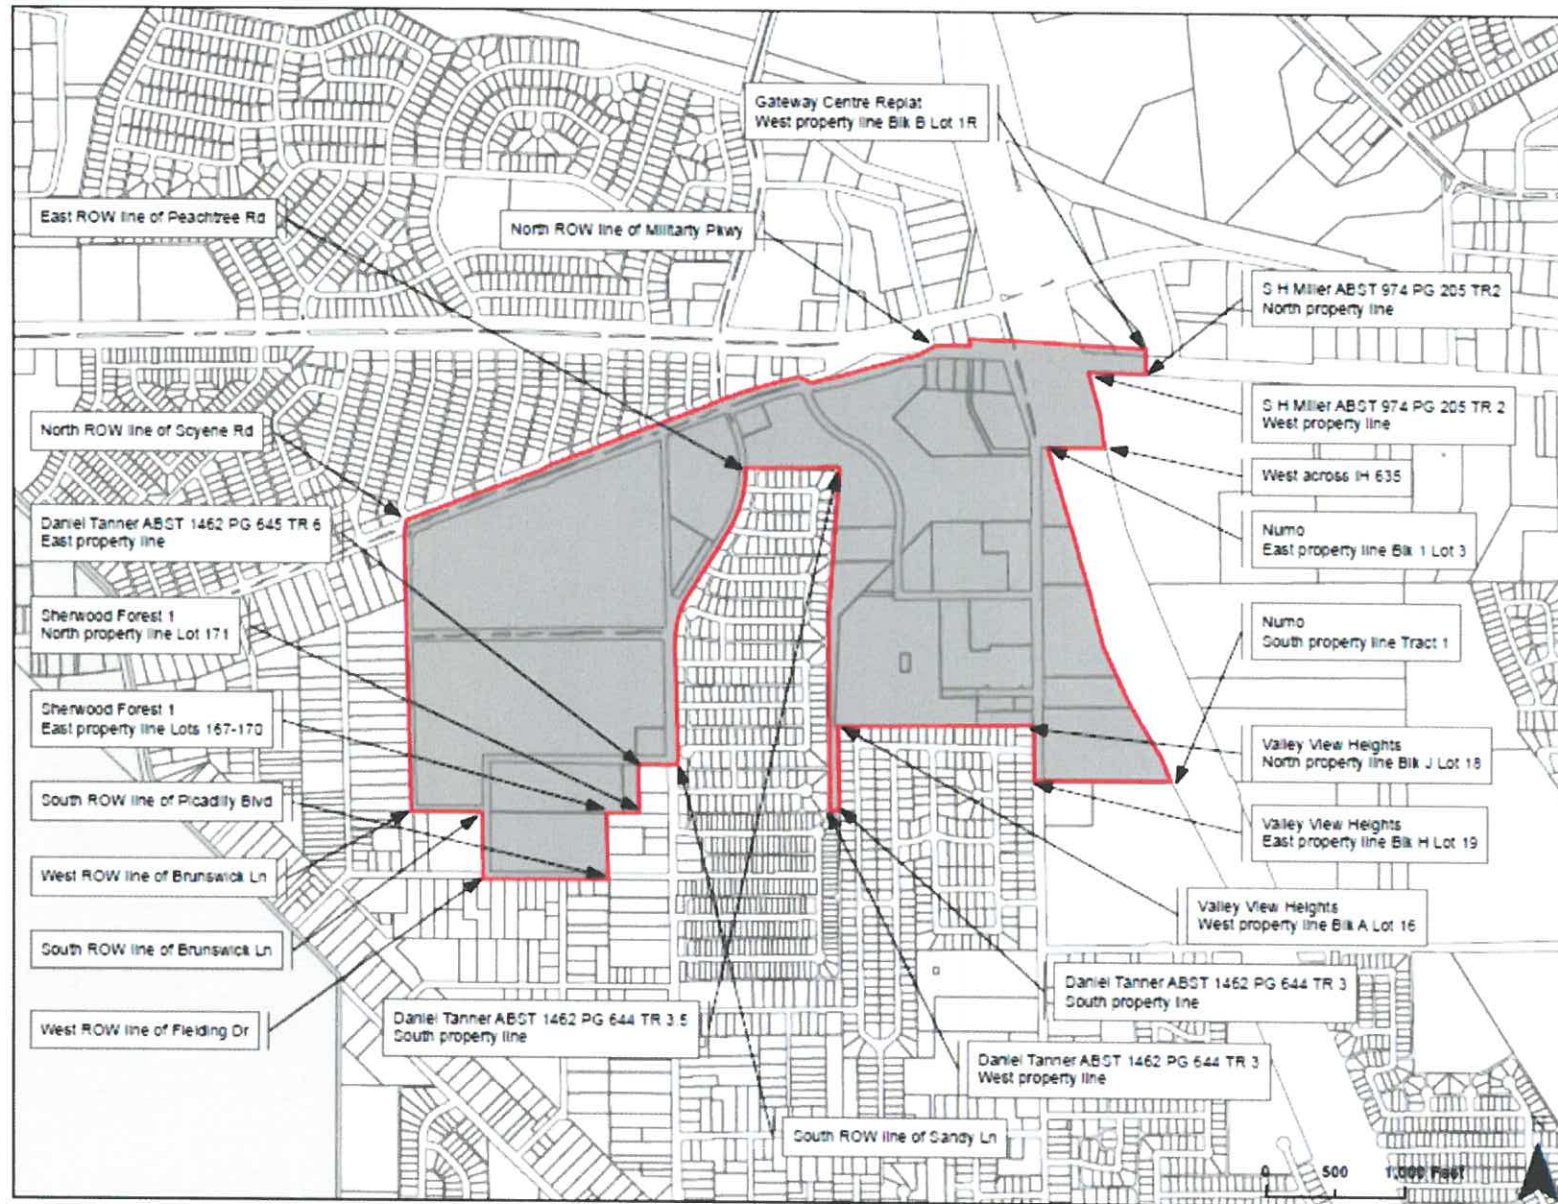 Gateway Centre Replat
West property line Blk B Lot 1R
East ROW line of Peachtree Rd
North ROW line of Militarty Pkwy
S H Miller ABST 974 PG 205 TR2
North property line
S H Miller ABST 974 PG 205 TR 2
West property line
North ROW line of Scyene Rd
West across IH 635
Daniel Tanner ABST 1462 PG 645 TR 6
East property line
Numo
East property line Blk 1 Lot 3
Sherwood Forest 1
North property line Lot 171
Numo
South property line Tract 1
Sherwood Forest 1
East property line Lots 167-170
Valley View Heights
North property line Blk J Lot 18
South ROW line of Picadilly Blvd
Valley View Heights
East property line Blk H Lot 19
West ROW line of Brunswick Ln
Valley View Heights
West property line Blk A Lot 16
South ROW line of Brunswick Ln
Daniel Tanner ABST 1462 PG 644 TR 3
South property line
West ROW line of Fielding Dr
Daniel Tanner ABST 1462 PG 644 TR 3.5
South property line
Daniel Tanner ABST 1462 PG 644 TR 3
West property line
South ROW line of Sandy Ln
0 500 1,000 Feet